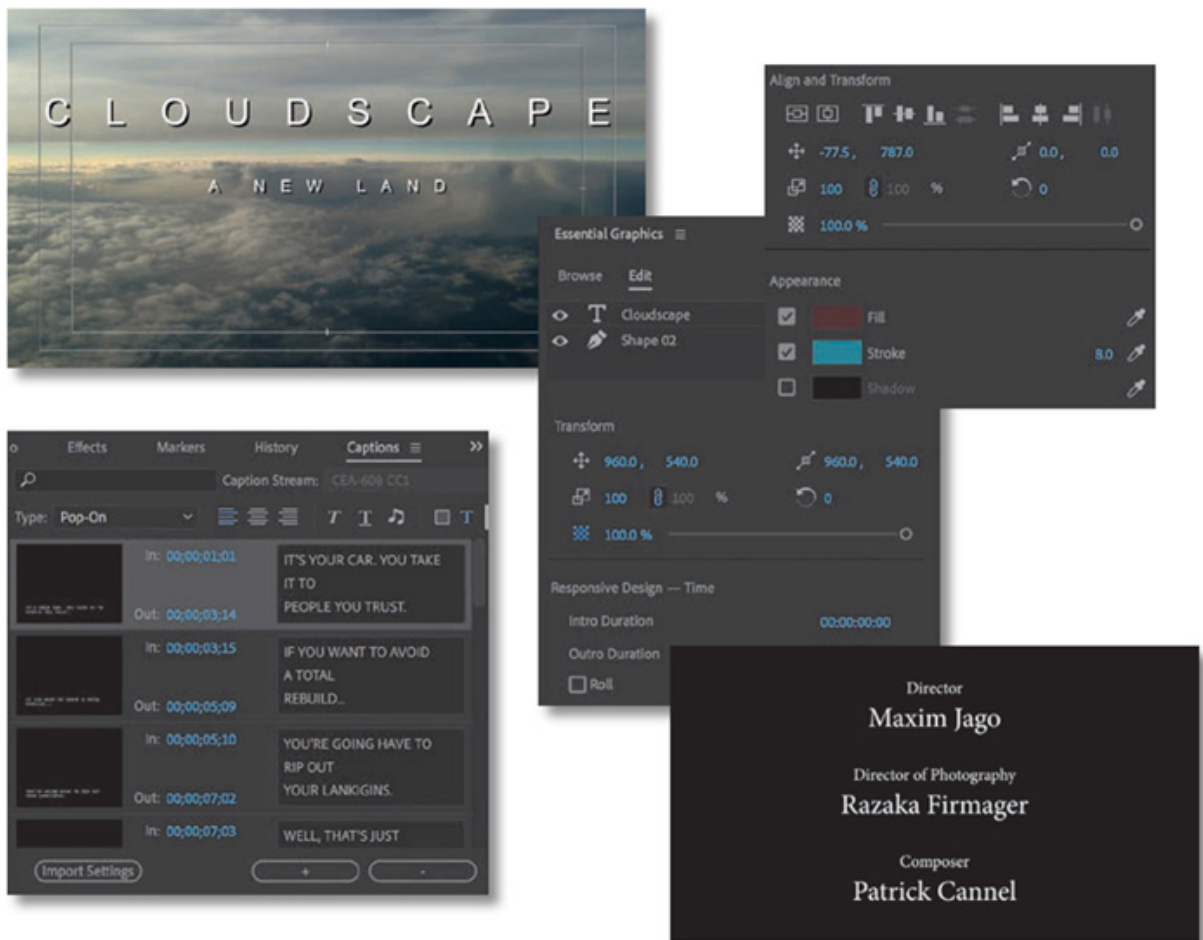 CLOUDSCAPE
A NEW LAND
Align and Transform
-77.5, 787.0 0.0, 0.0
100 100 % 0
100.0 %
Appearance
Fill
Stroke 8.0
Shadow
Essential Graphics
Browse Edit
Cloudscape
Shape 02
Transform
960.0, 540.0 960.0, 540.0
100 100 % 0
100.0 %
Responsive Design — Time
Intro Duration 00:00:00:00
Outro Duration
Roll
o Effects Markers History Captions
Caption Stream: CEA-608 CC1
Type: Pop-On
In: 00;00;01;01
Out: 00;00;03;14
IT'S YOUR CAR. YOU TAKE
IT TO
PEOPLE YOU TRUST.
In: 00;00;03;15
Out: 00;00;05;09
IF YOU WANT TO AVOID
A TOTAL
REBUILD...
In: 00;00;05;10
Out: 00;00;07;02
YOU'RE GOING HAVE TO
RIP OUT
YOUR LANKIGINS.
In: 00;00;07;03
WELL, THAT'S JUST
Import Settings + -
Director
Maxim Jago
Director of Photography
Razaka Firmager
Composer
Patrick Cannel